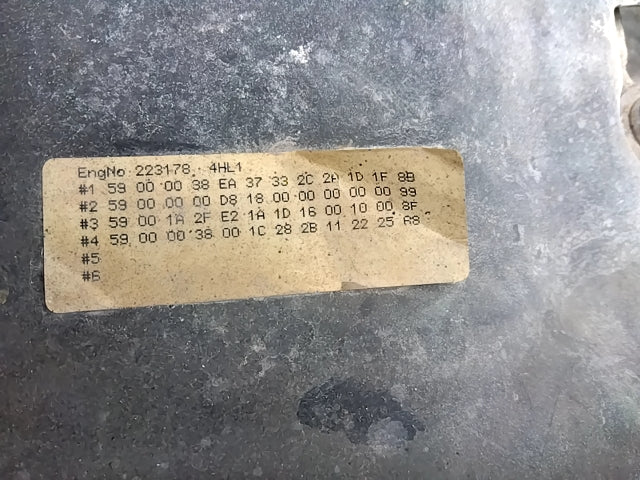 EngNo 223178 4HL1
#1 59 00 00 38 EA 37 33 2C 2A 1D 1F 8B
#2 59 00 00 00 D8 18 00 00 00 00 00 99
#3 59 00 1A 2F E2 1A 1D 16 00 10 00 8F
#4 59 00 00 38 00 1C 28 2B 11 22 25
#5
#6